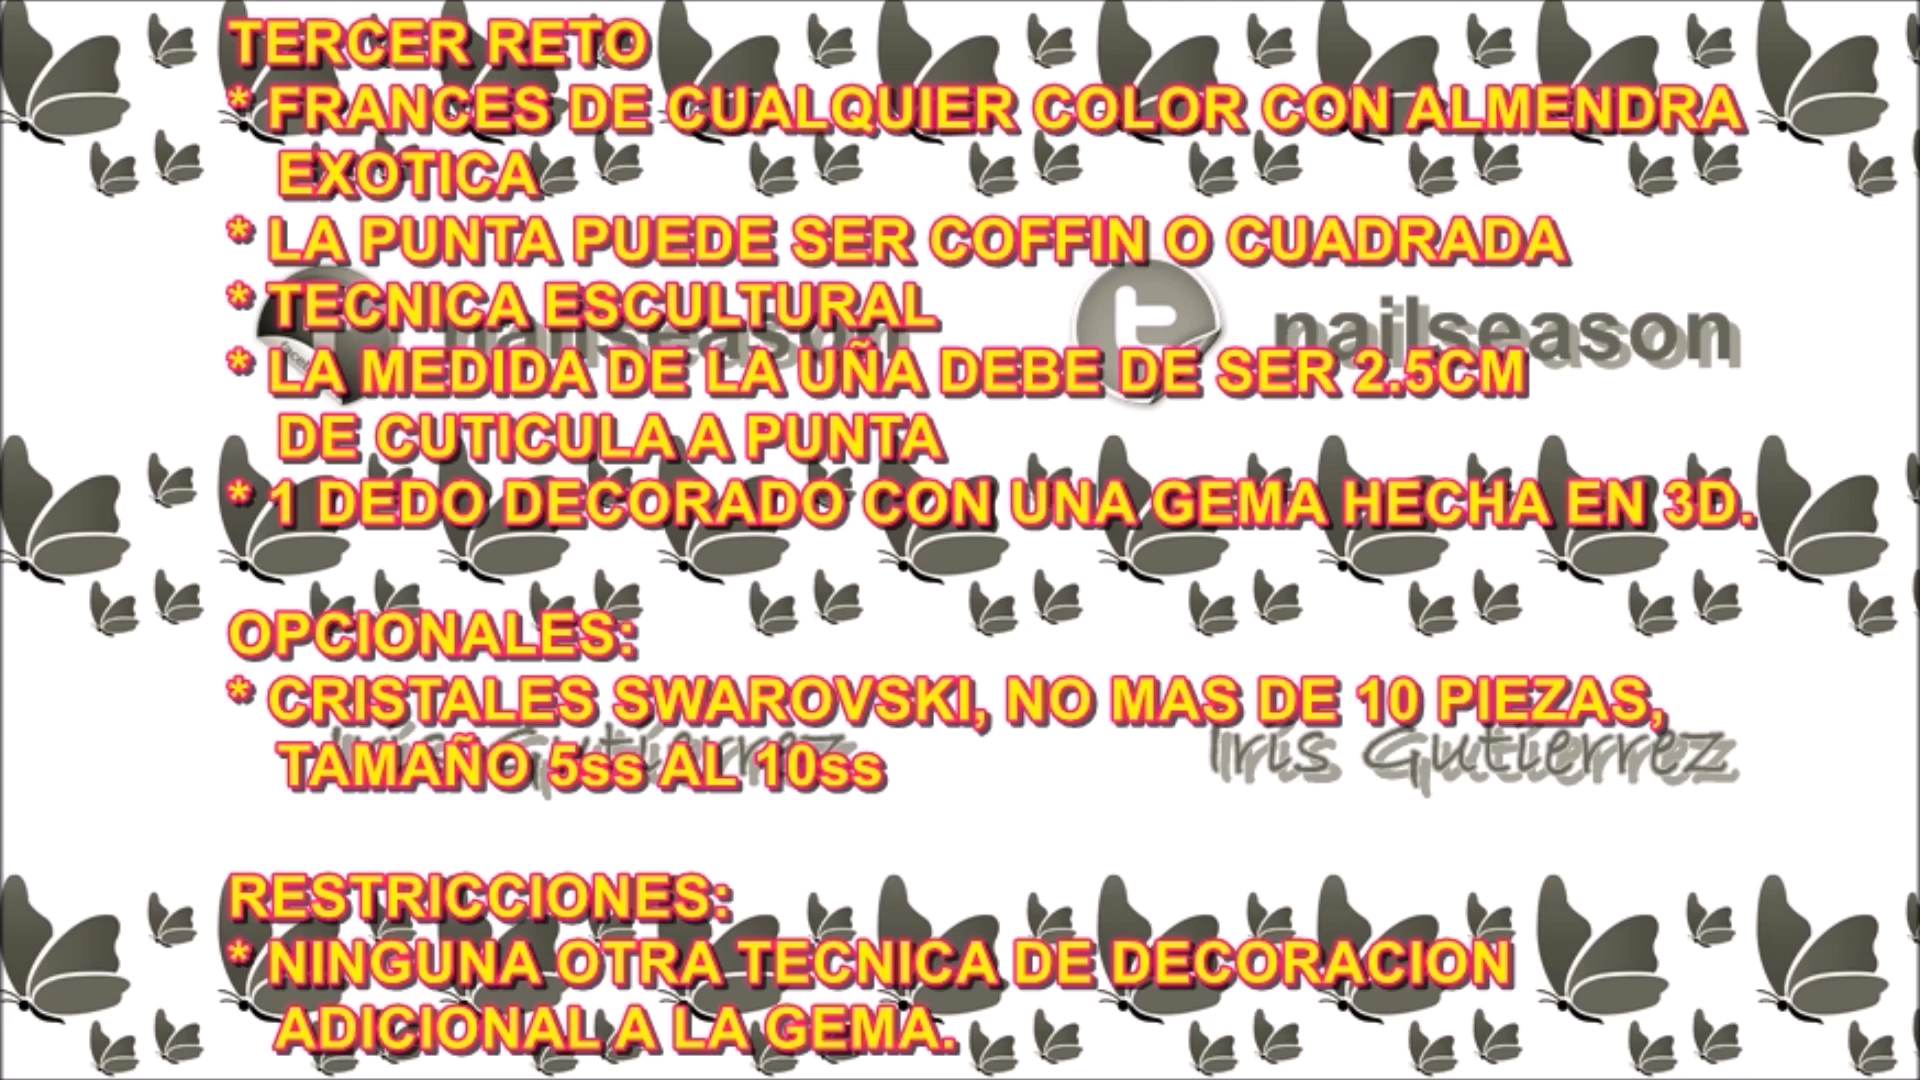 TERCER RETO
* FRANCES DE CUALQUIER COLOR CON ALMENDRA
EXOTICA
* LA PUNTA PUEDE SER COFFIN O CUADRADA
* TECNICA ESCULTURAL
nailseason
nailseason
* LA MEDIDA DE LA UÑA DEBE DE SER 2.5CM
DE CUTICULA A PUNTA
* 1 DEDO DECORADO CON UNA GEMA HECHA EN 3D.
OPCIONALES:
* CRISTALES SWAROVSKI, NO MAS DE 10 PIEZAS,
Iris Gutierrez
Iris Gutierrez
TAMAÑO 5ss AL 10ss
RESTRICCIONES:
* NINGUNA OTRA TECNICA DE DECORACION
ADICIONAL A LA GEMA.